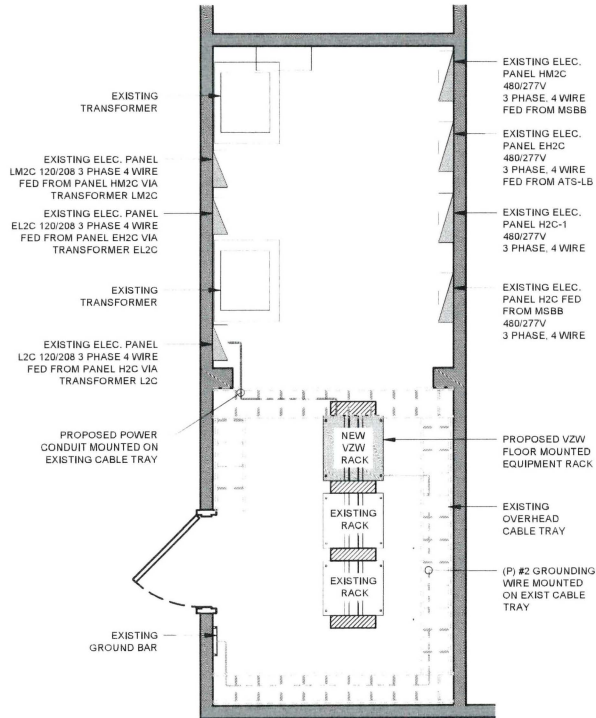 EXISTING
TRANSFORMER
EXISTING ELEC. PANEL
LM2C 120/208 3 PHASE 4 WIRE
FED FROM PANEL HM2C VIA
TRANSFORMER LM2C
EXISTING ELEC. PANEL
EL2C 120/208 3 PHASE 4 WIRE
FED FROM PANEL EH2C VIA
TRANSFORMER EL2C
EXISTING
TRANSFORMER
EXISTING ELEC. PANEL
L2C 120/208 3 PHASE 4 WIRE
FED FROM PANEL H2C VIA
TRANSFORMER L2C
PROPOSED POWER
CONDUIT MOUNTED ON
EXISTING CABLE TRAY
EXISTING
GROUND BAR
NEW
VZW
RACK
EXISTING
RACK
EXISTING
RACK
EXISTING ELEC.
PANEL HM2C
480/277V
3 PHASE, 4 WIRE
FED FROM MSBB
EXISTING ELEC.
PANEL EH2C
480/277V
3 PHASE, 4 WIRE
FED FROM ATS-LB
EXISTING ELEC.
PANEL H2C-1
480/277V
3 PHASE, 4 WIRE
EXISTING ELEC.
PANEL H2C FED
FROM MSBB
480/277V
3 PHASE, 4 WIRE
PROPOSED VZW
FLOOR MOUNTED
EQUIPMENT RACK
EXISTING
OVERHEAD
CABLE TRAY
(P) #2 GROUNDING
WIRE MOUNTED
ON EXIST CABLE
TRAY